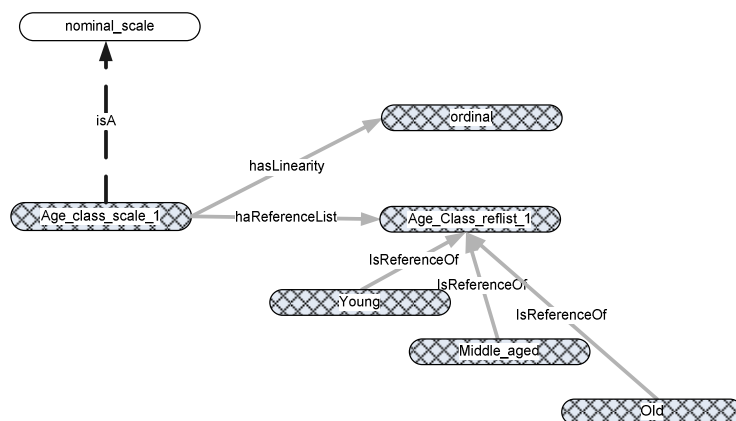 nominal_scale
isA
ordinal
hasLinearity
Age_class_scale_1
haReferenceList
Age_Class_reflist_1
IsReferenceOf
IsReferenceOf
Young
IsReferenceOf
Middle_aged
Old